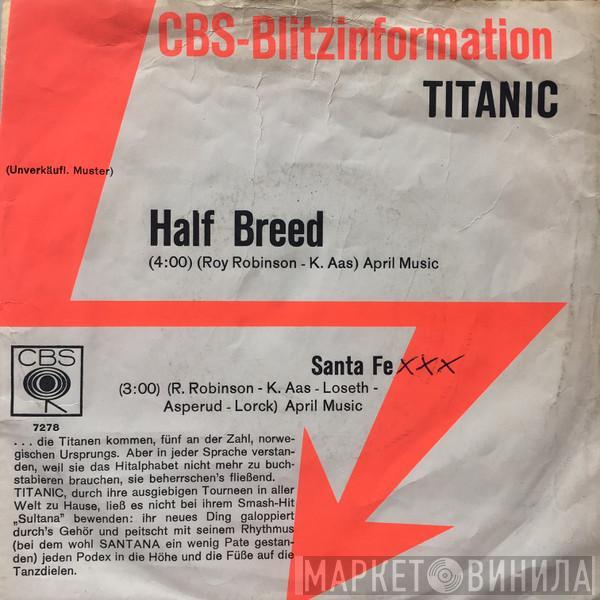 CBS-Blitzinformation
TITANIC
(Unverkäufl. Muster)
Half Breed
(4:00) (Roy Robinson - K. Aas) April Music
CBS
Santa Fe xxx
(3:00) (R. Robinson - K. Aas - Loseth -
Asperud - Lorck) April Music
7278
... die Titanen kommen, fünf an der Zahl, norwe-
gischen Ursprungs. Aber in jeder Sprache verstan-
den, weil sie das Hitalphabet nicht mehr zu buch-
stabieren brauchen, sie beherrschen's fließend.
TITANIC, durch ihre ausgiebigen Tourneen in aller
Welt zu Hause, ließ es nicht bei ihrem Smash-Hit
„Sultana" bewenden: ihr neues Ding galoppiert
durch's Gehör und peitscht mit seinem Rhythmus
(bei dem wohl SANTANA ein wenig Pate gestan-
den) jeden Podex in die Höhe und die Füße auf die
Tanzdielen.
МАРКЕТ ВИНИЛА